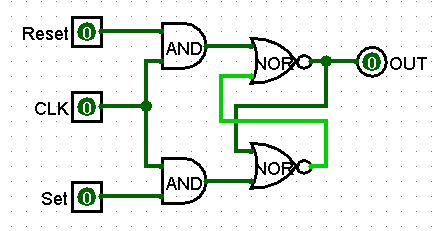 Reset 0 AND NOR 0 OUT
CLK 0
Set 0 AND NOR